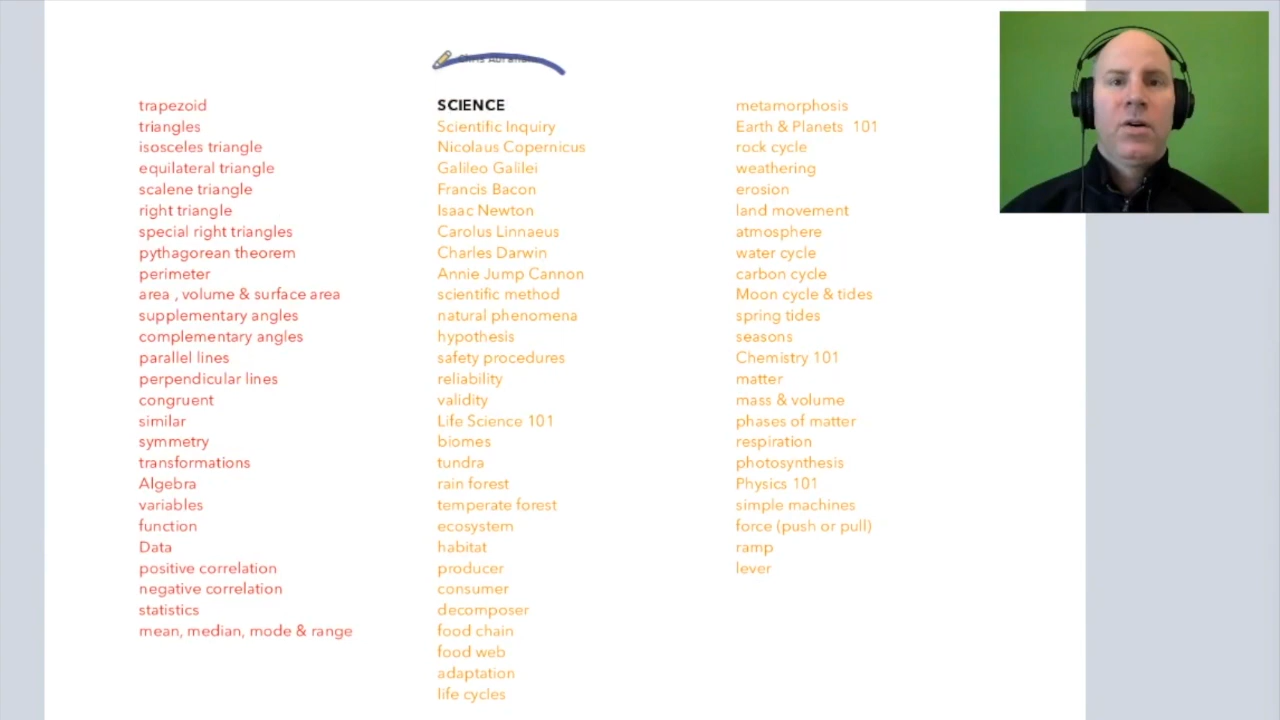 trapezoid
triangles
isosceles triangle
equilateral triangle
scalene triangle
right triangle
special right triangles
pythagorean theorem
perimeter
area , volume & surface area
supplementary angles
complementary angles
parallel lines
perpendicular lines
congruent
similar
symmetry
transformations
Algebra
variables
function
Data
positive correlation
negative correlation
statistics
mean, median, mode & range
SCIENCE
Scientific Inquiry
Nicolaus Copernicus
Galileo Galilei
Francis Bacon
Isaac Newton
Carolus Linnaeus
Charles Darwin
Annie Jump Cannon
scientific method
natural phenomena
hypothesis
safety procedures
reliability
validity
Life Science 101
biomes
tundra
rain forest
temperate forest
ecosystem
habitat
producer
consumer
decomposer
food chain
food web
adaptation
life cycles
metamorphosis
Earth & Planets 101
rock cycle
weathering
erosion
land movement
atmosphere
water cycle
carbon cycle
Moon cycle & tides
spring tides
seasons
Chemistry 101
matter
mass & volume
phases of matter
respiration
photosynthesis
Physics 101
simple machines
force (push or pull)
ramp
lever